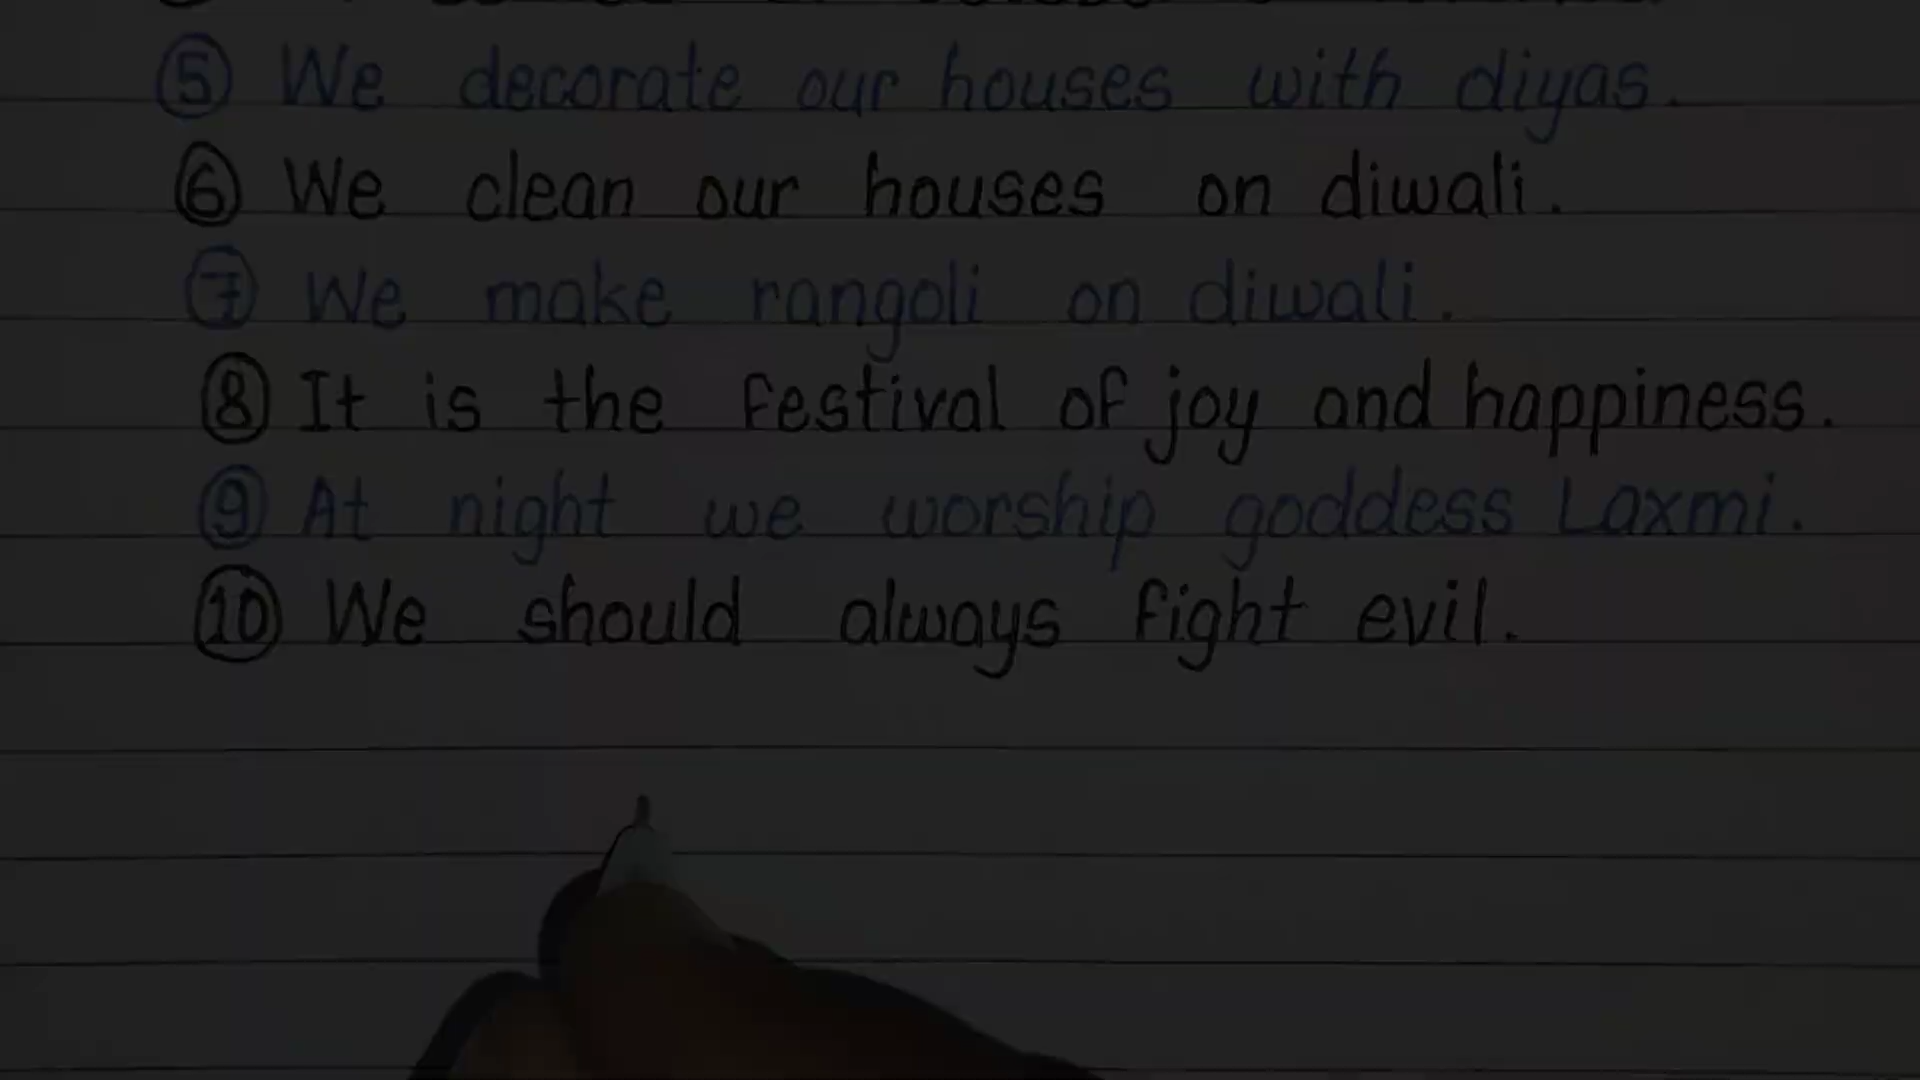 5 We decorate our houses with diyas.
6 We clean our houses on diwali.
7 We make rangoli on diwali.
8 It is the festival of joy and happiness.
9 At night we worship goddess Laxmi.
10 We should always fight evil.